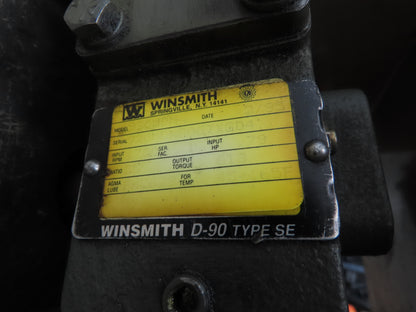 W WINSMITH
SPRINGVILLE, N.Y. 14141
MODEL DATE
SERIAL SER. FAC. INPUT HP
INPUT RPM OUTPUT TORQUE
RATIO FOR TEMP
AGMA LUBE
WINSMITH D-90 TYPE SE